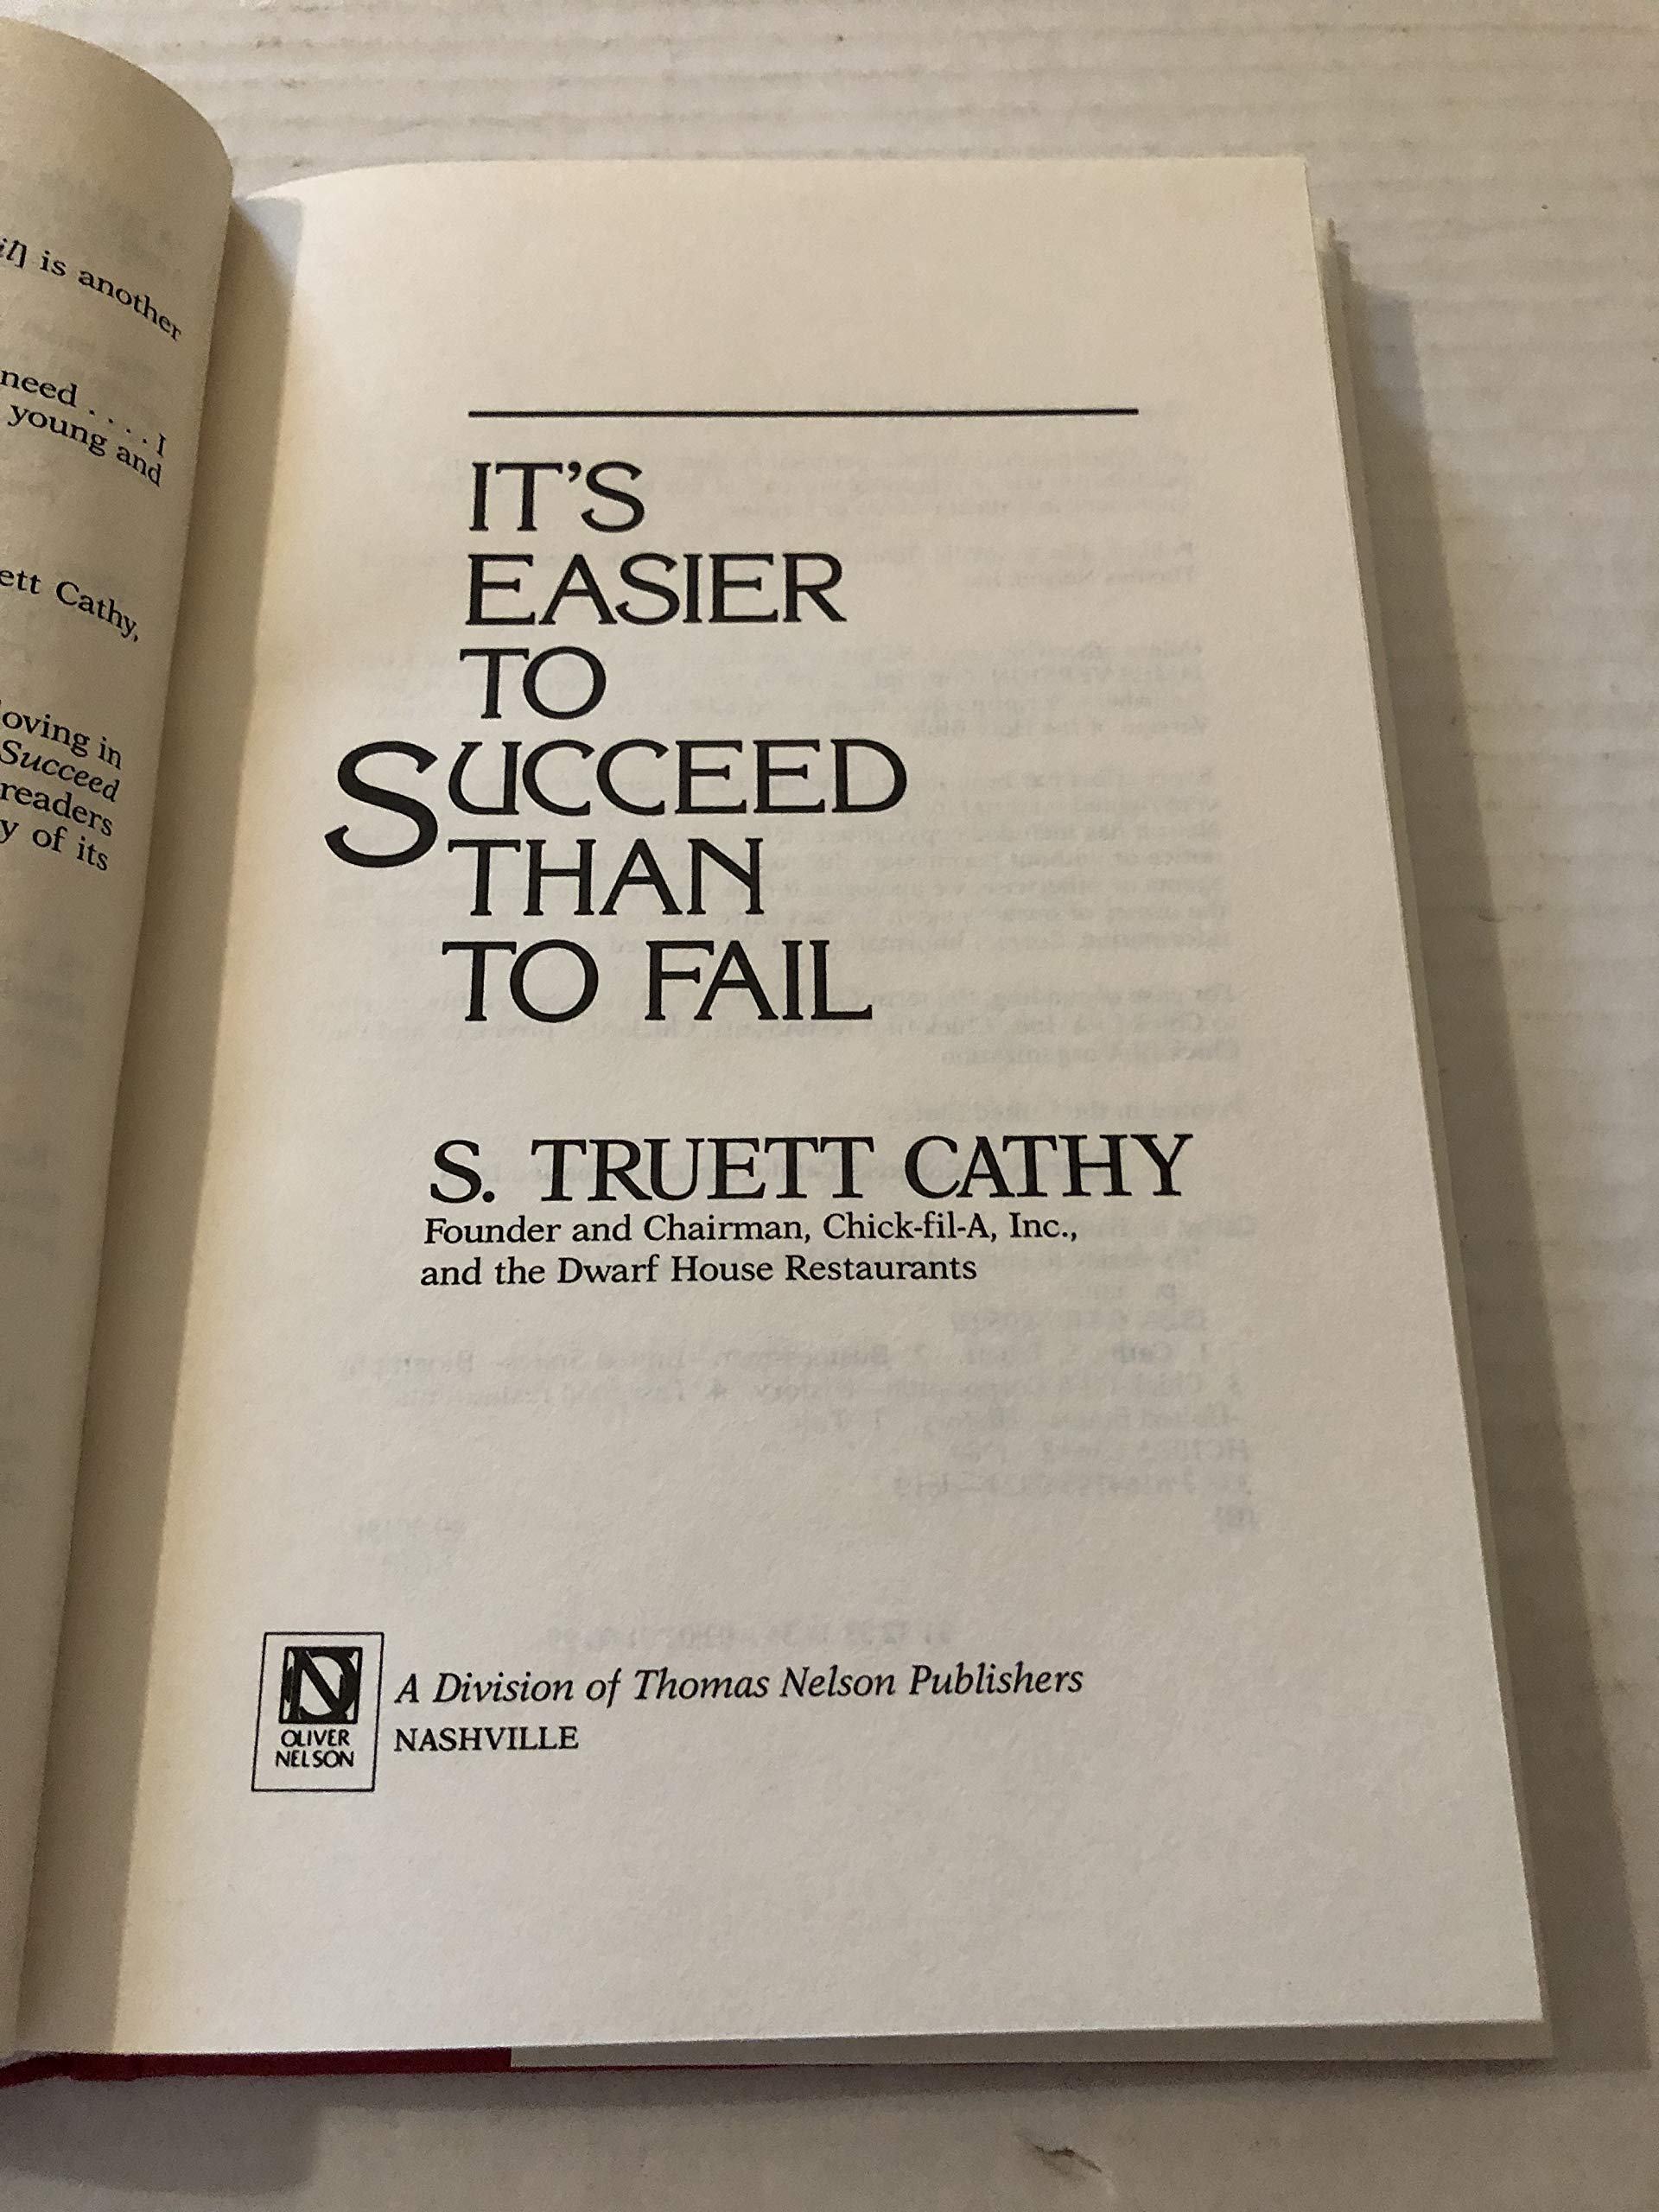 is another
need . . . . I
young and
ett Cathy,
oving in
Succeed
readers
y of its
IT'S
EASIER
TO
SUCCEED
THAN
TO FAIL
S. TRUETT CATHY
Founder and Chairman, Chick-fil-A, Inc.,
and the Dwarf House Restaurants
OLIVER
NELSON
A Division of Thomas Nelson Publishers
NASHVILLE